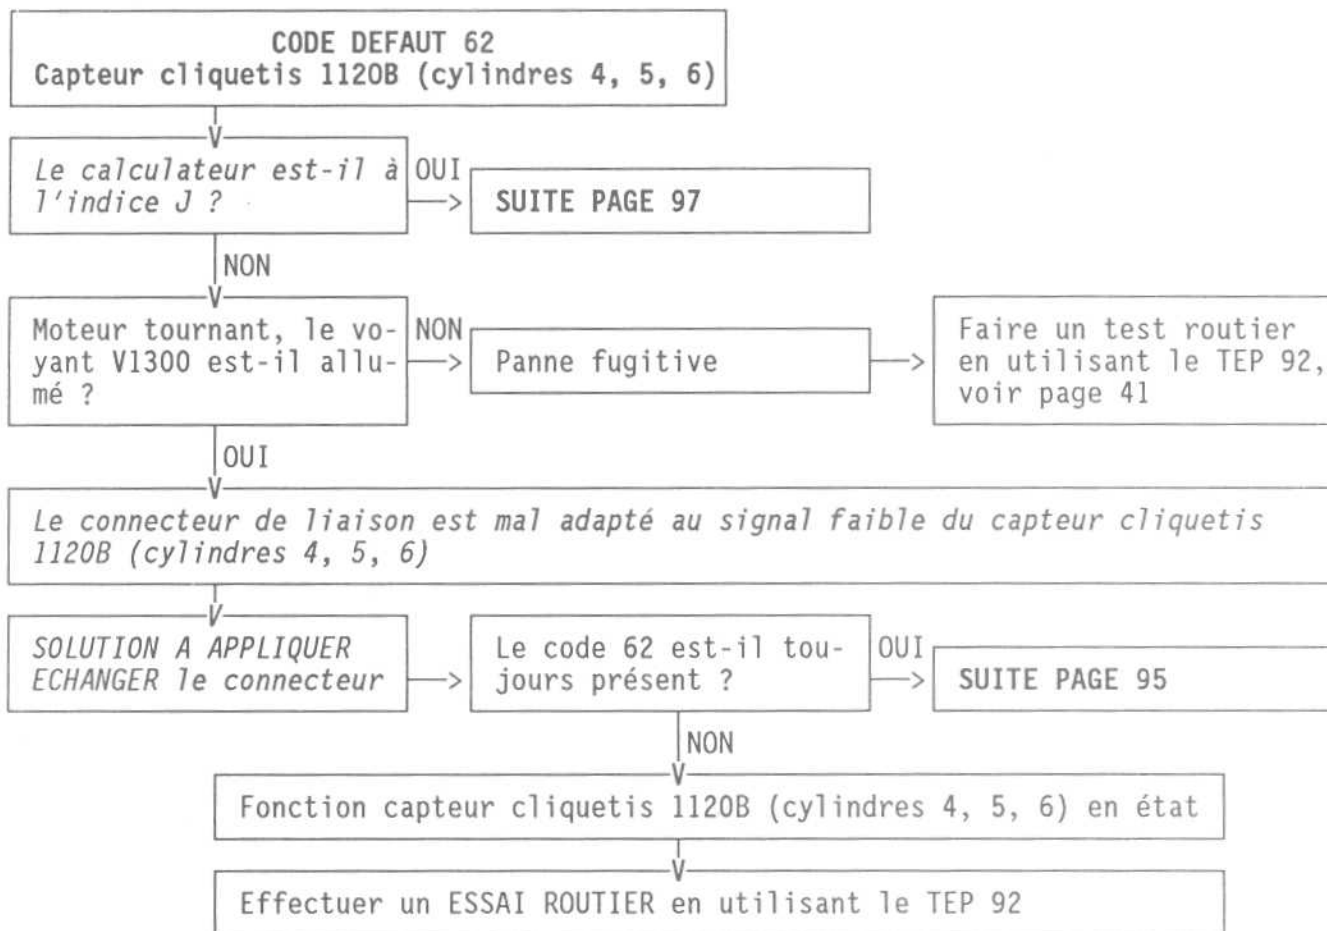 CODE DEFAUT 62
Capteur cliquetis 1120B (cylindres 4, 5, 6)
Le calculateur est-il à
l'indice J ?
OUI
SUITE PAGE 97
NON
Moteur tournant, le vo-
yant V1300 est-il allu-
mé ?
NON
Panne fugitive
Faire un test routier
en utilisant le TEP 92,
voir page 41
OUI
Le connecteur de liaison est mal adapté au signal faible du capteur cliquetis
1120B (cylindres 4, 5, 6)
SOLUTION A APPLIQUER
ECHANGER le connecteur
Le code 62 est-il tou-
jours présent ?
OUI
SUITE PAGE 95
NON
Fonction capteur cliquetis 1120B (cylindres 4, 5, 6) en état
Effectuer un ESSAI ROUTIER en utilisant le TEP 92